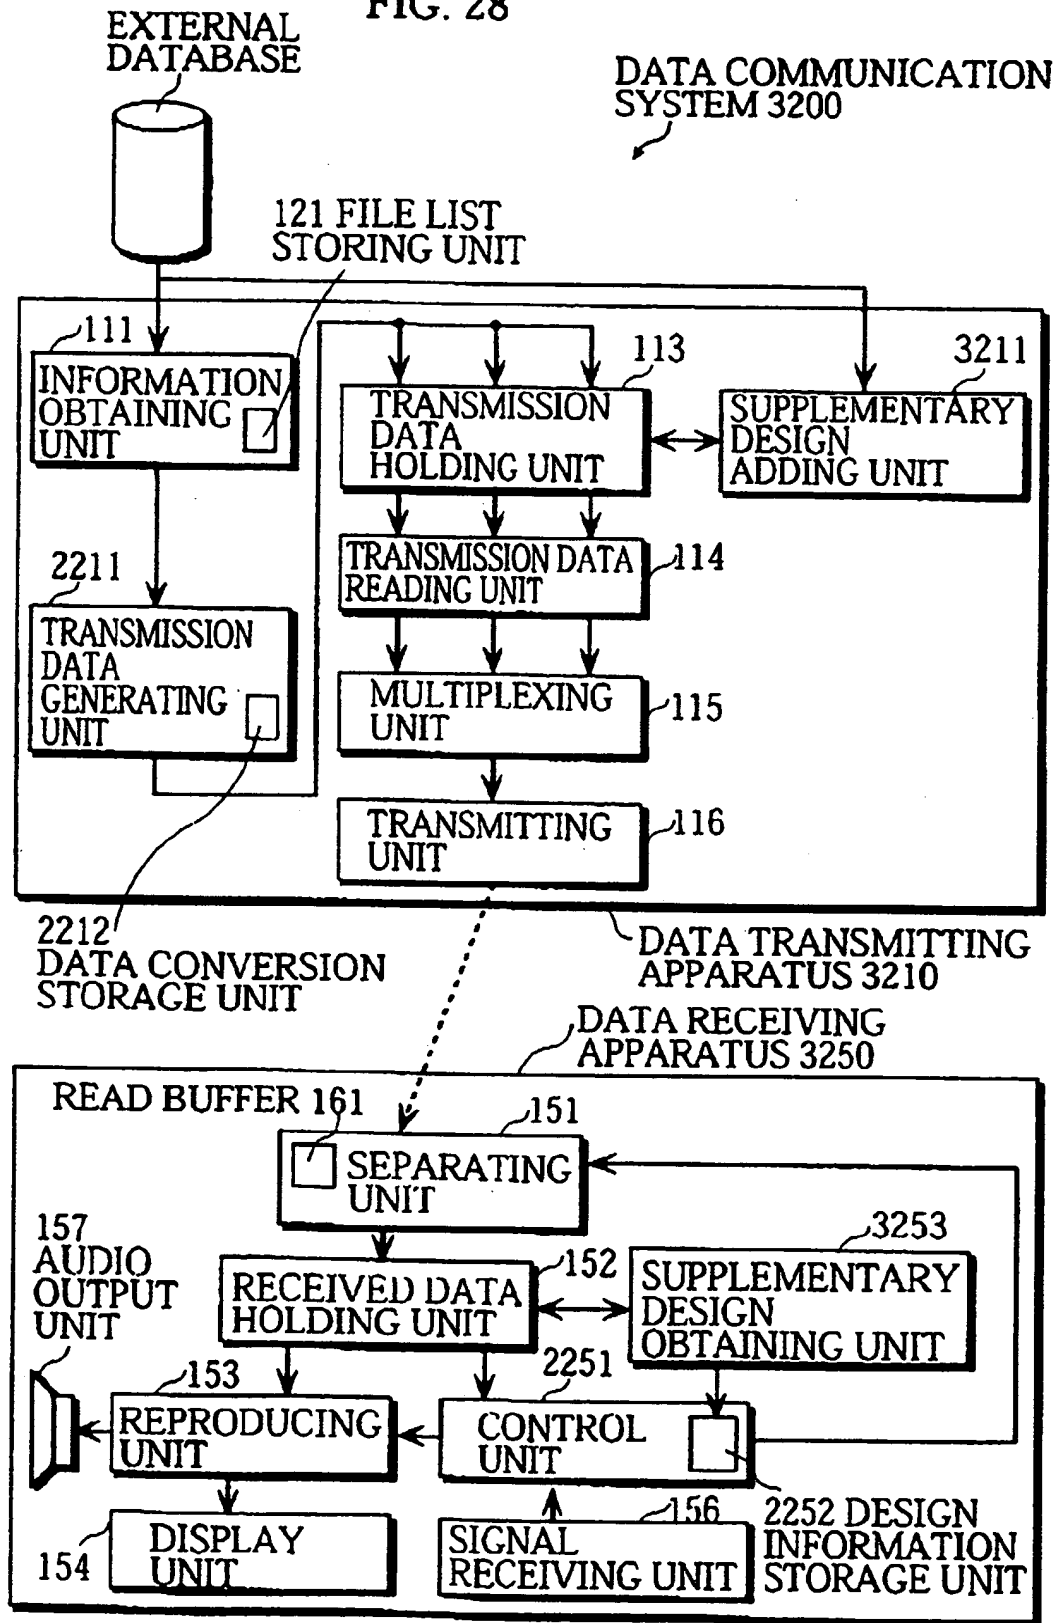 FIG. 28
EXTERNAL
DATABASE
DATA COMMUNICATION
SYSTEM 3200
121 FILE LIST
STORING UNIT
111
INFORMATION
OBTAINING
UNIT
113
TRANSMISSION
DATA
HOLDING UNIT
3211
SUPPLEMENTARY
DESIGN
ADDING UNIT
TRANSMISSION DATA
READING UNIT
114
2211
TRANSMISSION
DATA
GENERATING
UNIT
MULTIPLEXING
UNIT
115
TRANSMITTING
UNIT
116
2212
DATA CONVERSION
STORAGE UNIT
DATA TRANSMITTING
APPARATUS 3210
DATA RECEIVING
APPARATUS 3250
READ BUFFER 161
151
SEPARATING
UNIT
157
AUDIO
OUTPUT
UNIT
RECEIVED DATA
HOLDING UNIT
152
3253
SUPPLEMENTARY
DESIGN
OBTAINING UNIT
153
REPRODUCING
UNIT
2251
CONTROL
UNIT
154
DISPLAY
UNIT
156
SIGNAL
RECEIVING UNIT
2252 DESIGN
INFORMATION
STORAGE UNIT